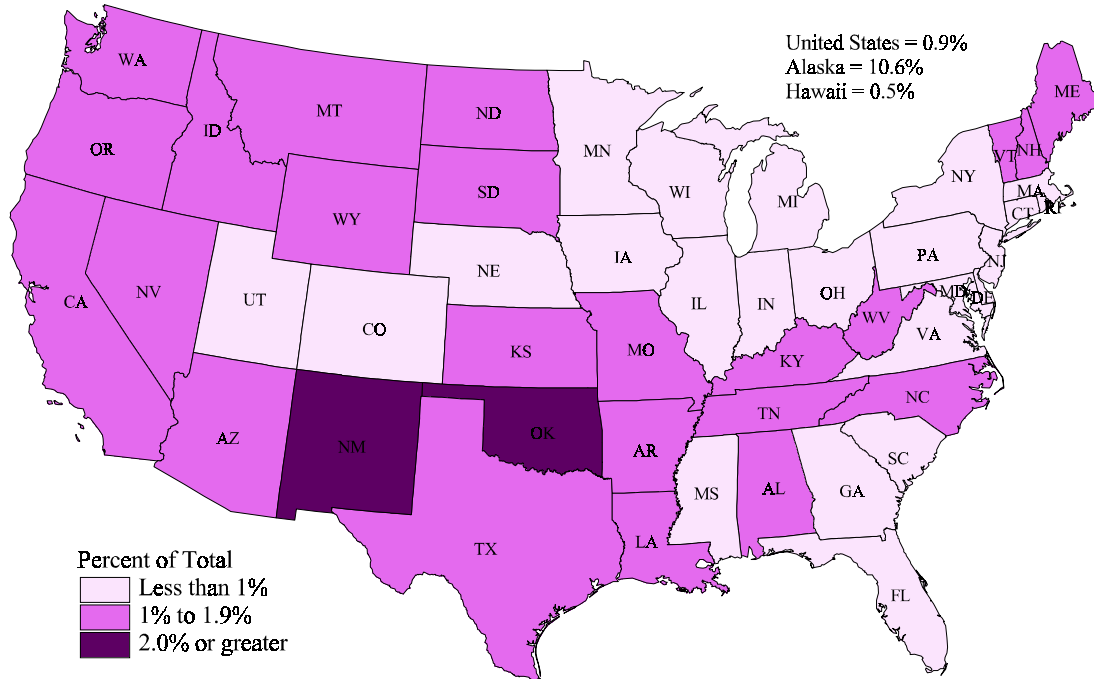 United States = 0.9%
Alaska = 10.6%
Hawaii = 0.5%
WA
MT
ND
MN
ME
OR
ID
SD
WI
MI
NY
VT
NH
MA
CT
RI
WY
NE
IA
PA
NJ
CA
NV
UT
CO
IL
IN
OH
MD
DE
KS
MO
KY
WV
VA
AZ
NM
OK
AR
TN
NC
TX
LA
MS
AL
GA
SC
FL
Percent of Total
Less than 1%
1% to 1.9%
2.0% or greater